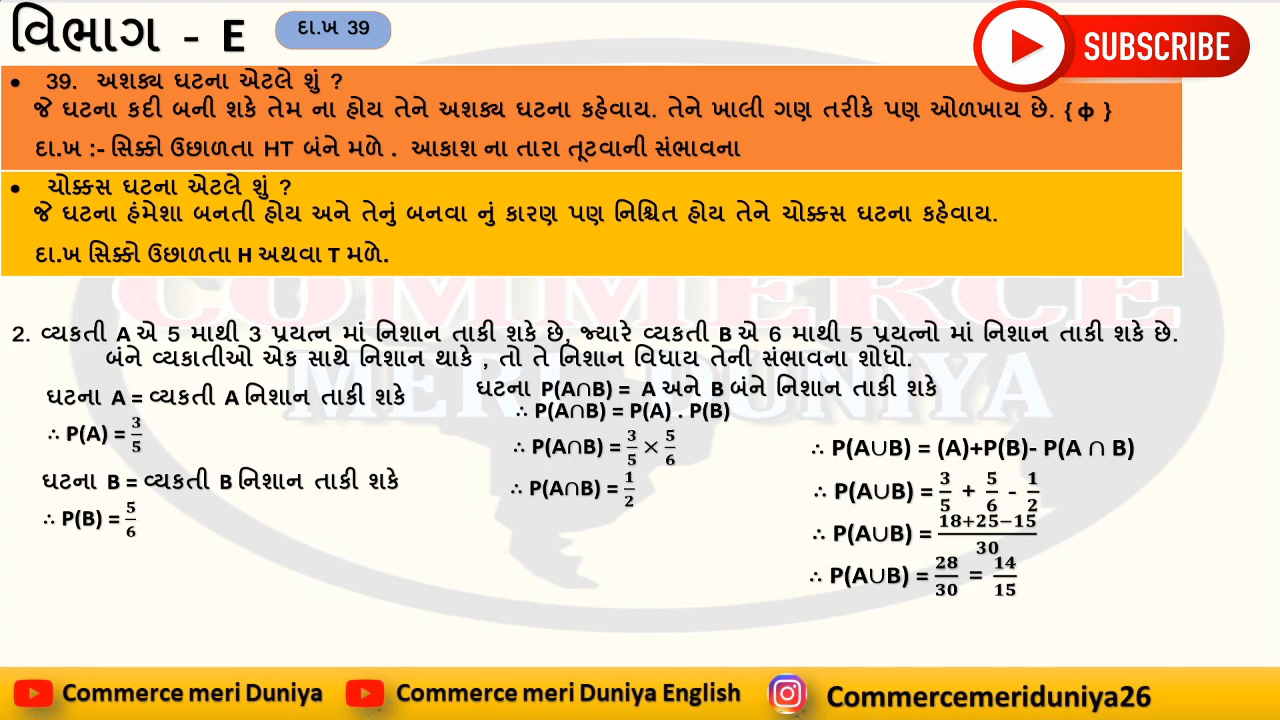 વિભાગ - E
દા.ખ 39
SUBSCRIBE
• 39. અશક્ય ઘટના એટલે શું ?
જે ઘટના કદી બની શકે તેમ ના હોય તેને અશક્ય ઘટના કહેવાય. તેને ખાલી ગણ તરીકે પણ ઓળખાય છે. { ϕ }
દા.ખ :- સિક્કો ઉછાળતા HT બંને મળે . આકાશ ના તારા તૂટવાની સંભાવના
• ચોક્કસ ઘટના એટલે શું ?
જે ઘટના હંમેશા બનતી હોય અને તેનું બનવા નું કારણ પણ નિશ્ચિત હોય તેને ચોક્કસ ઘટના કહેવાય.
દા.ખ સિક્કો ઉછાળતા H અથવા T મળે.
COMMERCE
MERI DUNIYA
2. વ્યકતી A એ 5 માથી 3 પ્રયત્ન માં નિશાન તાકી શકે છે, જ્યારે વ્યકતી B એ 6 માથી 5 પ્રયત્નો માં નિશાન તાકી શકે છે.
બંને વ્યકાતીઓ એક સાથે નિશાન થાકે , તો તે નિશાન વિધાય તેની સંભાવના શોધો.
ઘટના A = વ્યકતી A નિશાન તાકી શકે
∴ P(A) = 3/5
ઘટના B = વ્યકતી B નિશાન તાકી શકે
∴ P(B) = 5/6
ઘટના P(A∩B) = A અને B બંને નિશાન તાકી શકે
∴ P(A∩B) = P(A) . P(B)
∴ P(A∩B) = 3/5 × 5/6
∴ P(A∩B) = 1/2
∴ P(A∪B) = (A)+P(B)- P(A ∩ B)
∴ P(A∪B) = 3/5 + 5/6 - 1/2
∴ P(A∪B) = 18+25−15/30
∴ P(A∪B) = 28/30 = 14/15
Commerce meri Duniya
Commerce meri Duniya English
Commercemeriduniya26